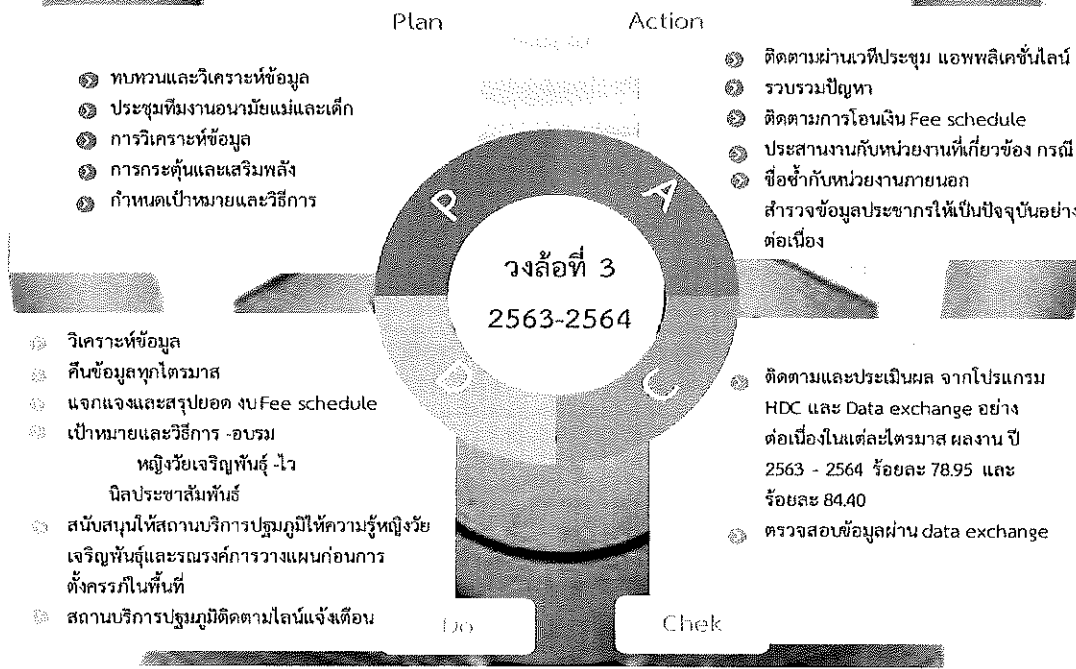 Plan
Action
ทบทวนและวิเคราะห์ข้อมูล
ประชุมทีมงานอนามัยแม่และเด็ก
การวิเคราะห์ข้อมูล
การกระตุ้นและเสริมพลัง
กำหนดเป้าหมายและวิธีการ
ติดตามผ่านเวทีประชุม แอพพลิเคชั่นไลน์
รวบรวมปัญหา
ติดตามการโอนเงิน Fee schedule
ประสานงานกับหน่วยงานที่เกี่ยวข้อง กรณี
ชื่อซ้ำกับหน่วยงานภายนอก
สำรวจข้อมูลประชากรให้เป็นปัจจุบันอย่าง
ต่อเนื่อง
P
A
วงล้อที่ 3
2563-2564
D
C
วิเคราะห์ข้อมูล
คืนข้อมูลทุกไตรมาส
แจกแจงและสรุปยอด งบ Fee schedule
เป้าหมายและวิธีการ -อบรม
หญิงวัยเจริญพันธุ์ -ไว
นิลประชาสัมพันธ์
สนับสนุนให้สถานบริการปฐมภูมิให้ความรู้หญิงวัย
เจริญพันธุ์และรณรงค์การวางแผนก่อนการ
ตั้งครรภ์ในพื้นที่
สถานบริการปฐมภูมิติดตามไลน์แจ้งเตือน
ติดตามและประเมินผล จากโปรแกรม
HDC และ Data exchange อย่าง
ต่อเนื่องในแต่ละไตรมาส ผลงาน ปี
2563 - 2564 ร้อยละ 78.95 และ
ร้อยละ 84.40
ตรวจสอบข้อมูลผ่าน data exchange
Do
Chek